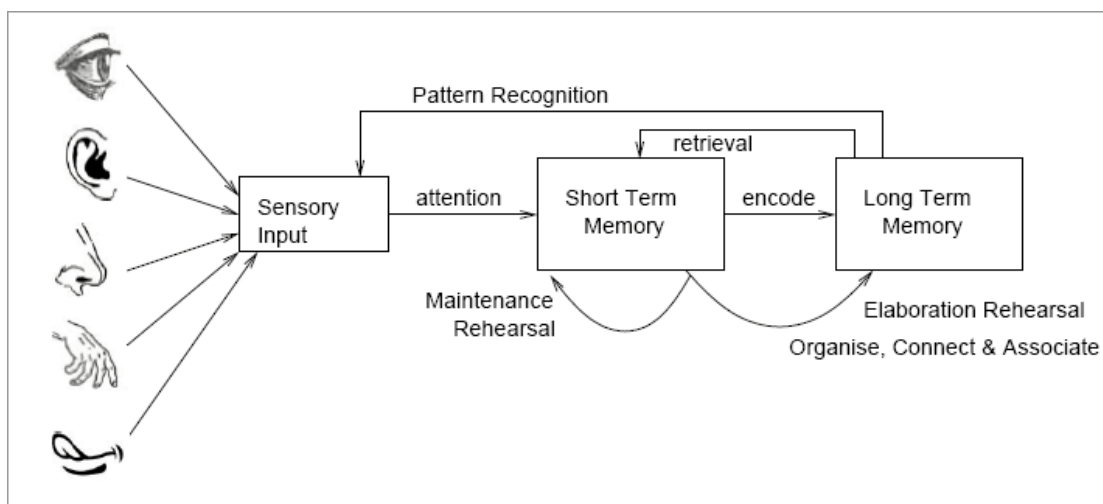 Pattern Recognition
retrieval
Sensory
Input
attention
Short Term
Memory
encode
Long Term
Memory
Maintenance
Rehearsal
Elaboration Rehearsal
Organise, Connect & Associate